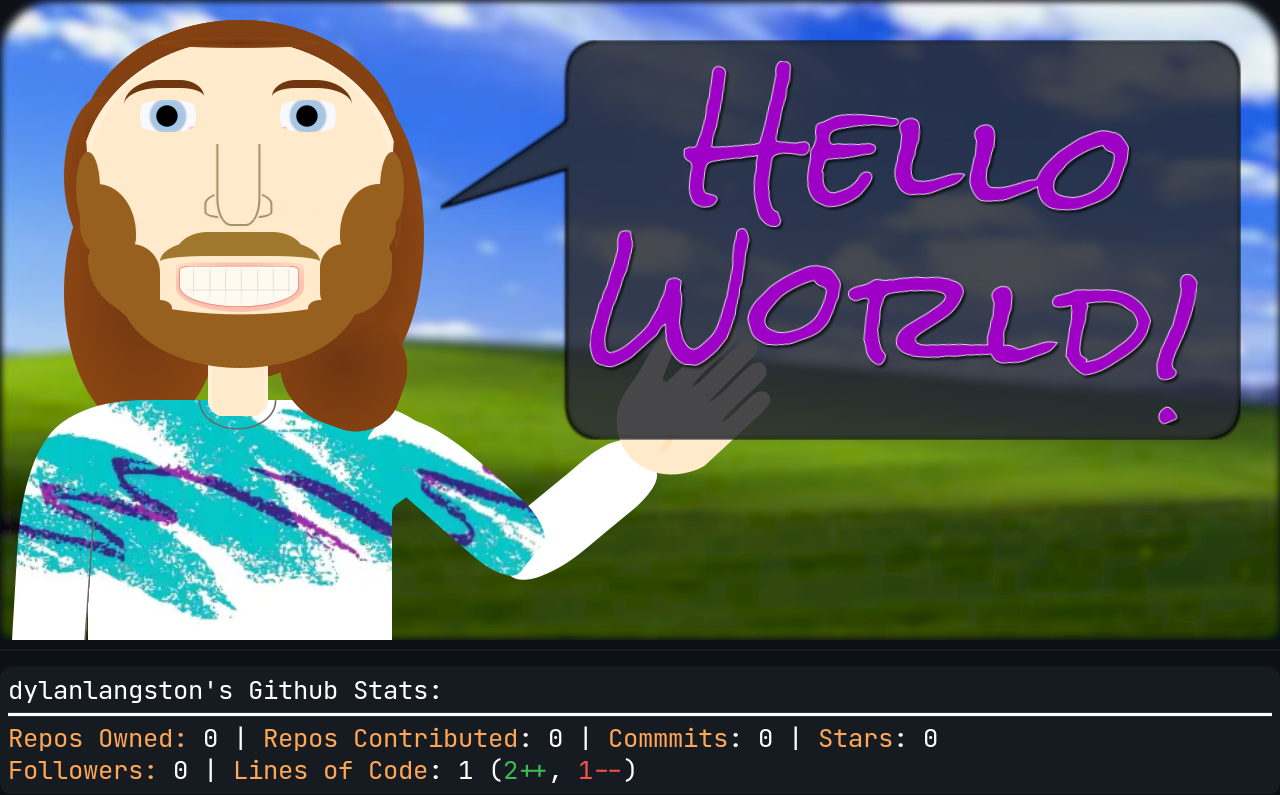 Hello
World!
dylanlangston's Github Stats:
Repos Owned: 0 | Repos Contributed: 0 | Commmits: 0 | Stars: 0
Followers: 0 | Lines of Code: 1 (2++, 1--)